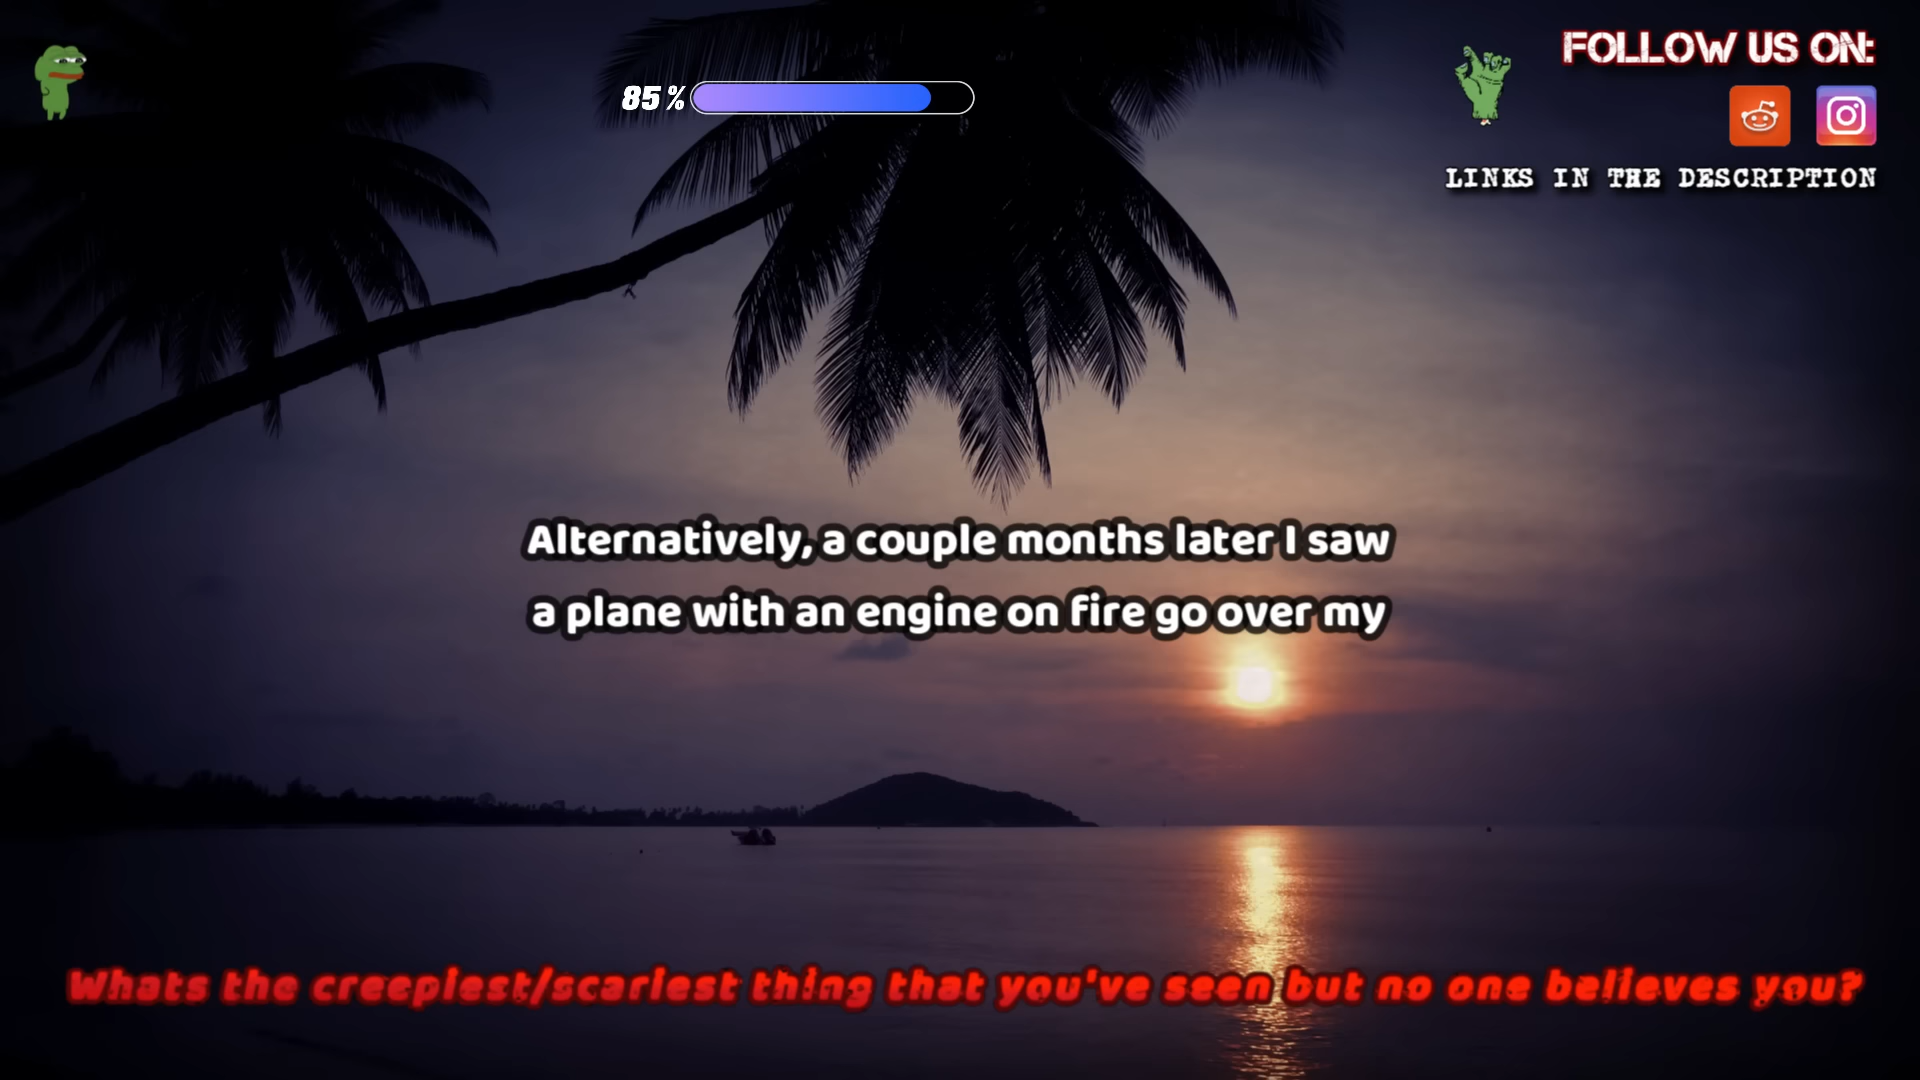 FOLLOW US ON:
85 %
LINKS IN THE DESCRIPTION
Alternatively, a couple months later I saw
a plane with an engine on fire go over my
Whats the creepiest/scariest thing that you've seen but no one believes you?